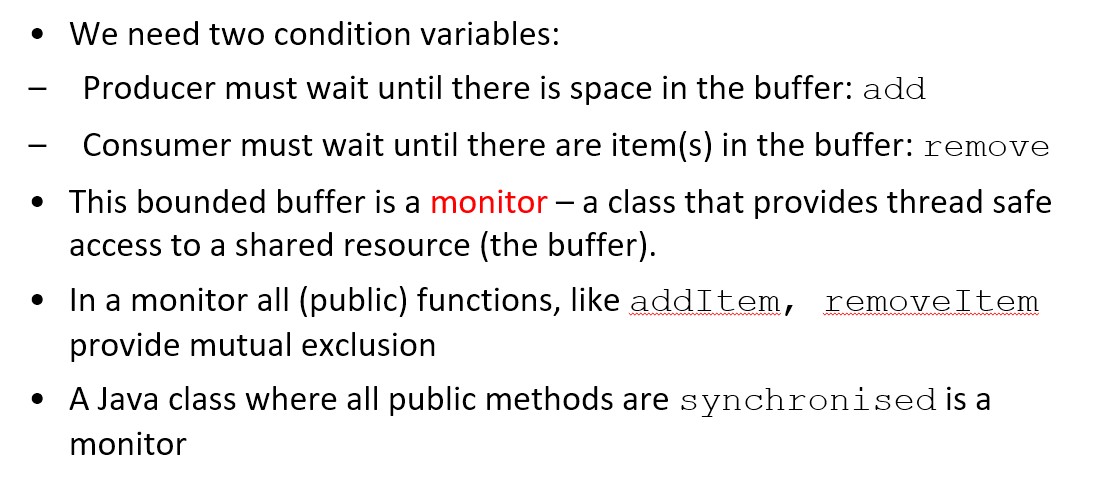 • We need two condition variables:
– Producer must wait until there is space in the buffer: add
– Consumer must wait until there are item(s) in the buffer: remove
• This bounded buffer is a monitor – a class that provides thread safe
access to a shared resource (the buffer).
• In a monitor all (public) functions, like addItem, removeItem
provide mutual exclusion
• A Java class where all public methods are synchronised is a
monitor